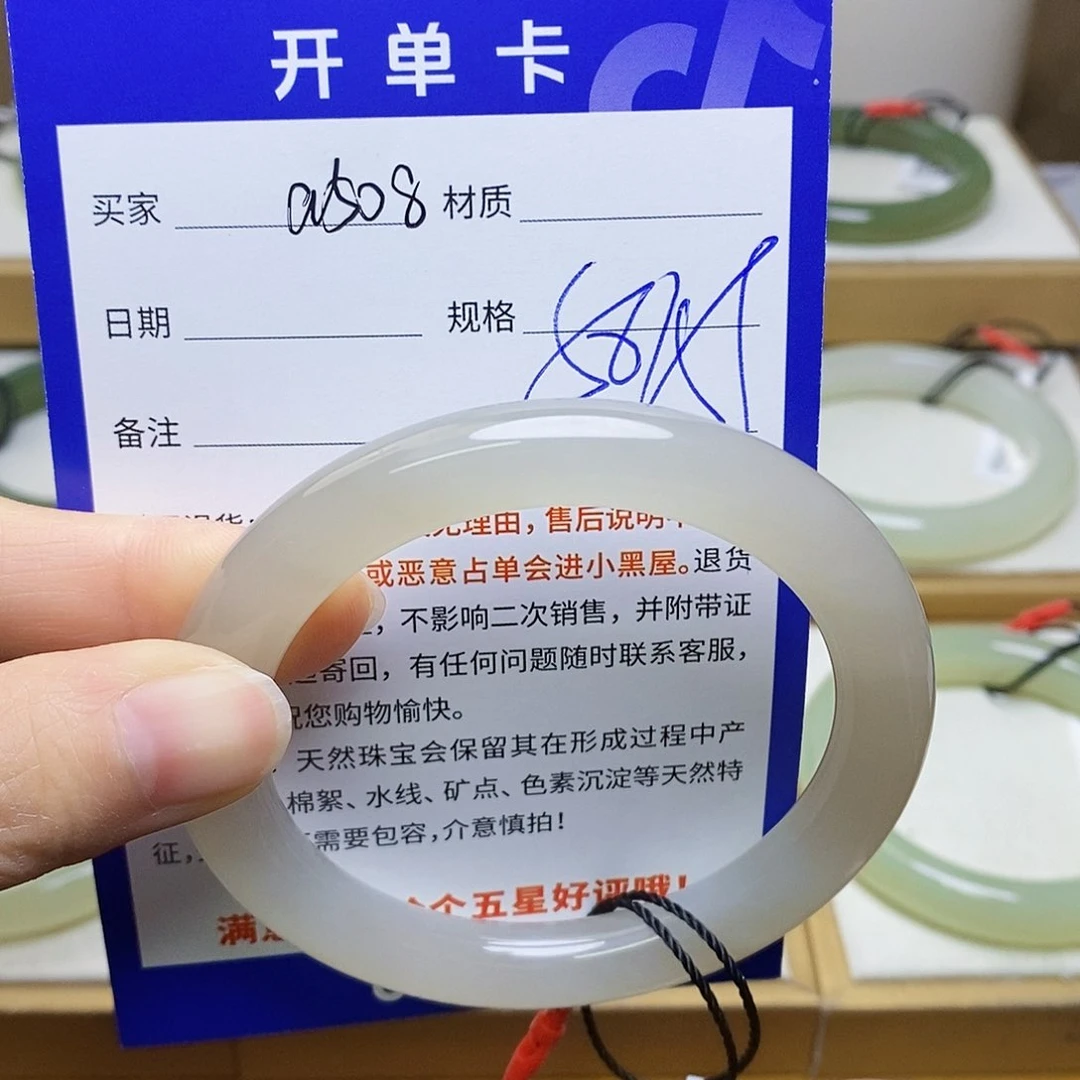 开单卡
买家 a508 材质
日期 规格
备注
理由，售后说明
或恶意占单会进小黑屋。退货
，不影响二次销售，并附带证
寄回，有任何问题随时联系客服，
祝您购物愉快。
天然珠宝会保留其在形成过程中产
棉絮、水线、矿点、色素沉淀等天然特
征， 需要包容，介意慎拍！
满 个五星好评哦！